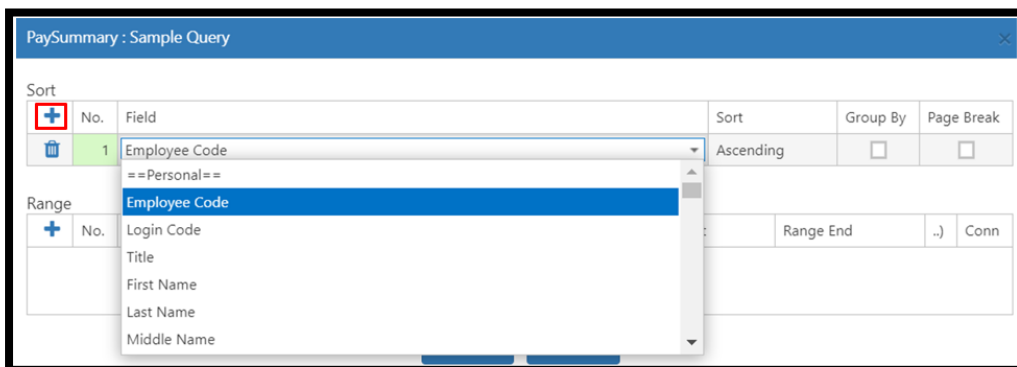 PaySummary : Sample Query
Sort
No. Field Sort Group By Page Break
1 Employee Code Ascending
==Personal==
Range
Employee Code
No. Login Code Range End ..) Conn
Title
First Name
Last Name
Middle Name